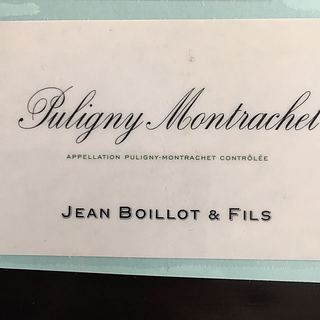 Puligny Montrachet
APPELLATION PULIGNY-MONTRACHET CONTRÔLÉE
JEAN BOILLOT & FILS